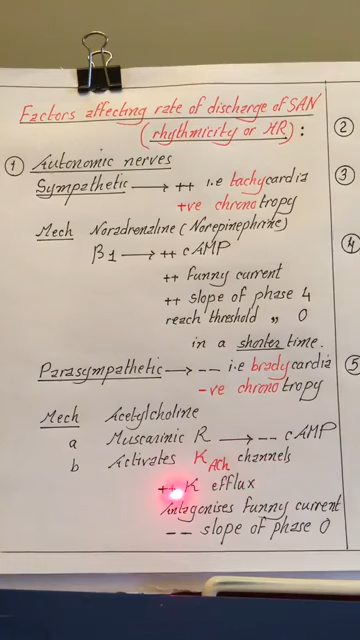 Factors affecting rate of discharge of SAN
(rhythmicity or HR):
① Autonomic nerves
Sympathetic → ++ i.e tachycardia
+ve chronotropy
Mech Noradrenaline (Norepinephrine)
β1 → ++ cAMP
++ funny current
++ slope of phase 4
reach threshold ,, 0
in a shorter time.
Parasympathetic → -- i.e bradycardia
-ve chronotropy
Mech Acetylcholine
a Muscarinic R → -- cAMP
b Activates K ACh channels
++ K efflux
Antagonises funny current
-- slope of phase 0
②
③
④
⑤